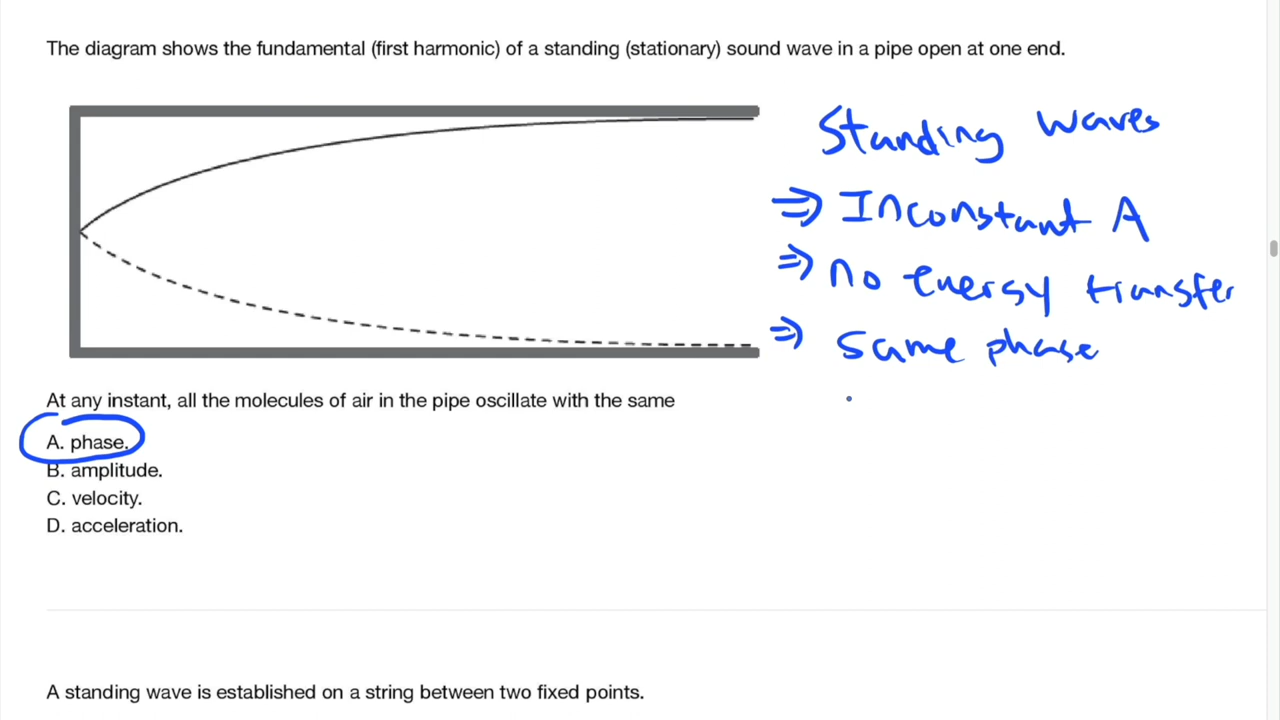 The diagram shows the fundamental (first harmonic) of a standing (stationary) sound wave in a pipe open at one end.
Standing waves
⇒ Inconstant A
⇒ no energy transfer
⇒ same phase
At any instant, all the molecules of air in the pipe oscillate with the same
A. phase.
B. amplitude.
C. velocity.
D. acceleration.
A standing wave is established on a string between two fixed points.